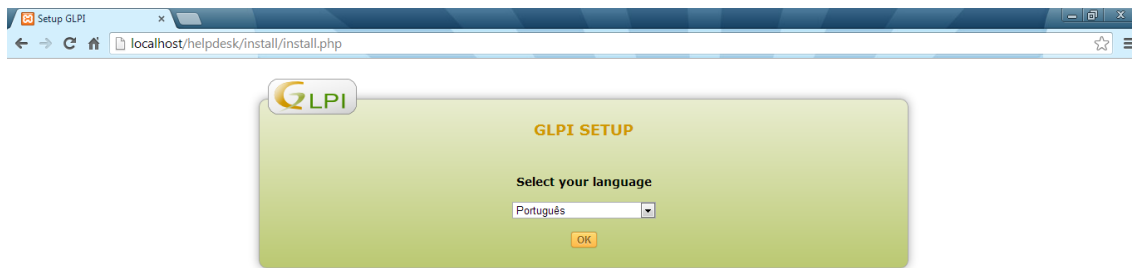 Setup GLPI
localhost/helpdesk/install/install.php
GLPI
GLPI SETUP
Select your language
Português
OK